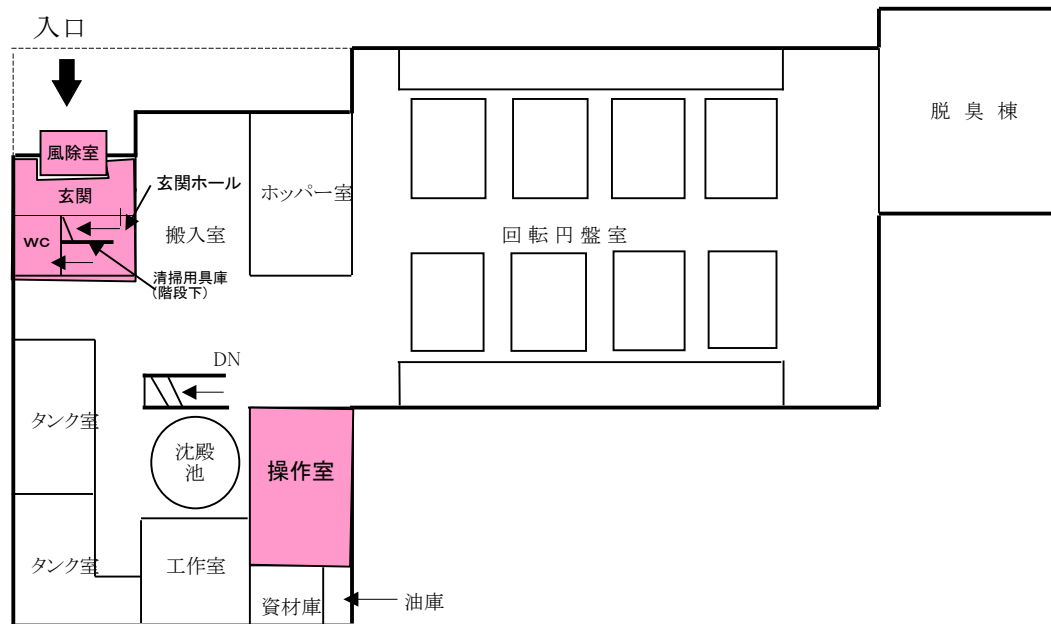 入口
脱 臭 棟
風除室
玄関
玄関ホール
ホッパー室
WC
搬入室
回 転 円 盤 室
清掃用具庫
(階段下)
DN
タンク室
沈殿
池
操作室
タンク室
工作室
資材庫
油庫